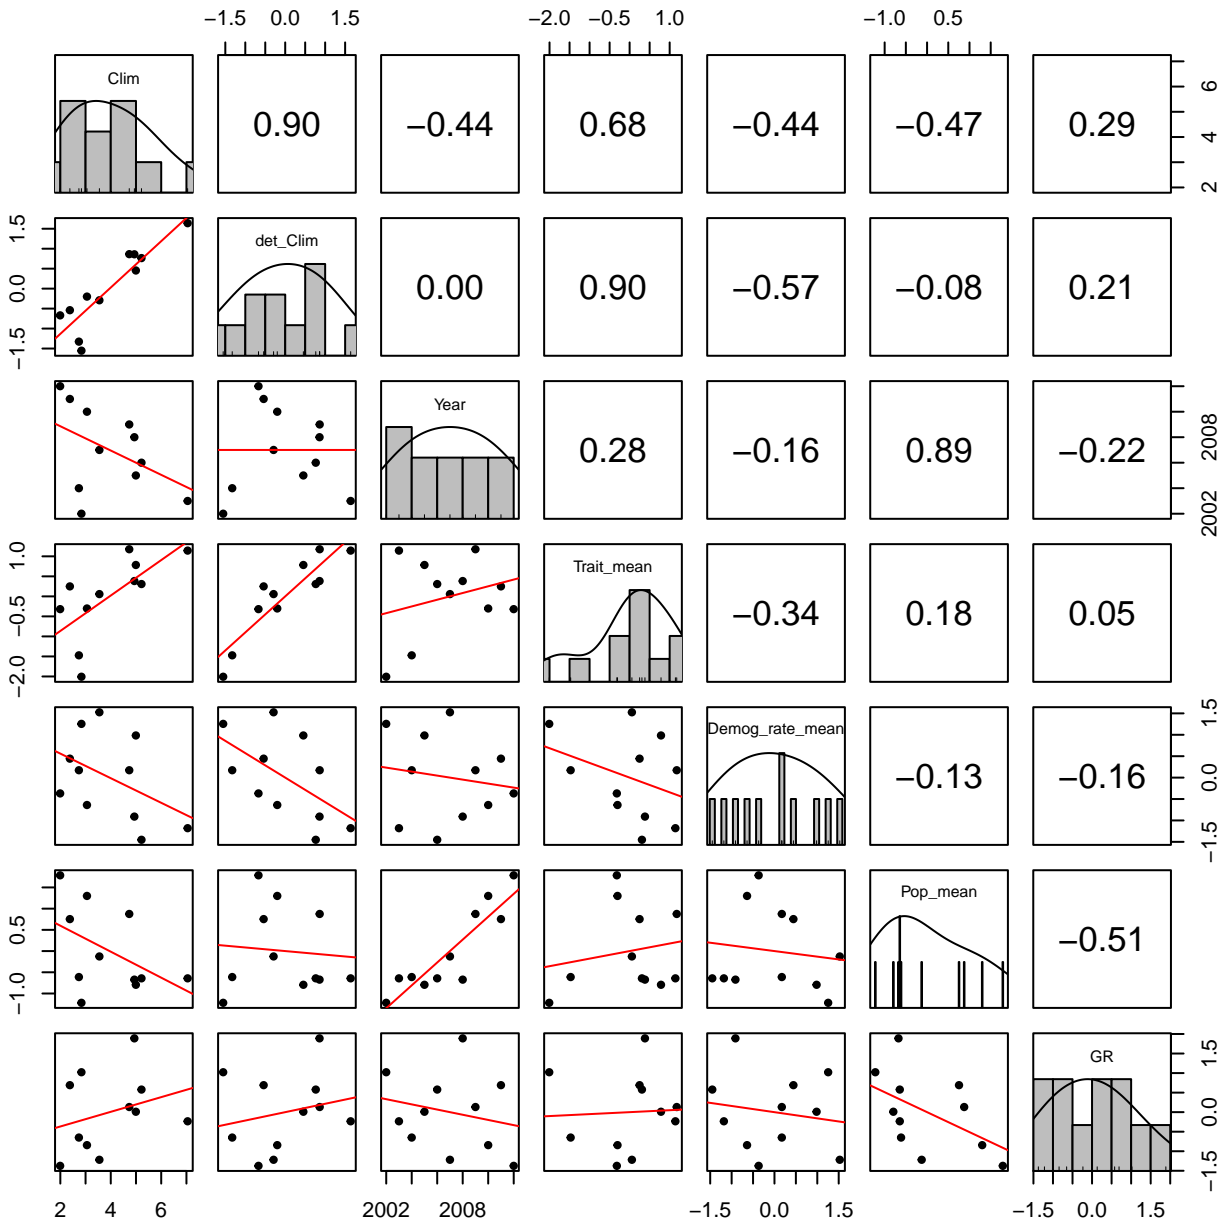 −1.5 0.0 1.5 −2.0 −0.5 1.0 −1.0 0.5
Clim 0.90 −0.44 0.68 −0.44 −0.47 0.29 2 4 6
−1.5 0.0 1.5 det_Clim 0.00 0.90 −0.57 −0.08 0.21
Year 0.28 −0.16 0.89 −0.22 2002 2008
−2.0 −0.5 1.0 Trait_mean −0.34 0.18 0.05
Demog_rate_mean −0.13 −0.16 −1.5 0.0 1.5
−1.0 0.5 Pop_mean −0.51
GR −1.5 0.0 1.5
2 4 6 2002 2008 −1.5 0.0 1.5 −1.5 0.0 1.5